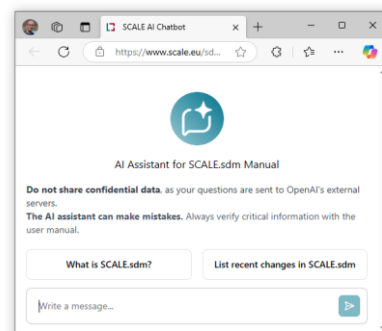 SCALE AI Chatbot
https://www.scale.eu/sd...
AI Assistant for SCALE.sdm Manual
Do not share confidential data, as your questions are sent to OpenAI's external
servers.
The AI assistant can make mistakes. Always verify critical information with the
user manual.
What is SCALE.sdm?
List recent changes in SCALE.sdm
Write a message...